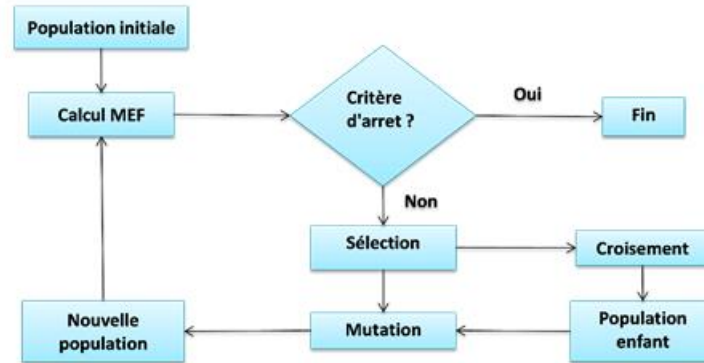 Population initiale
Calcul MEF
Critère
d'arret ?
Oui
Fin
Non
Sélection
Croisement
Nouvelle
population
Mutation
Population
enfant